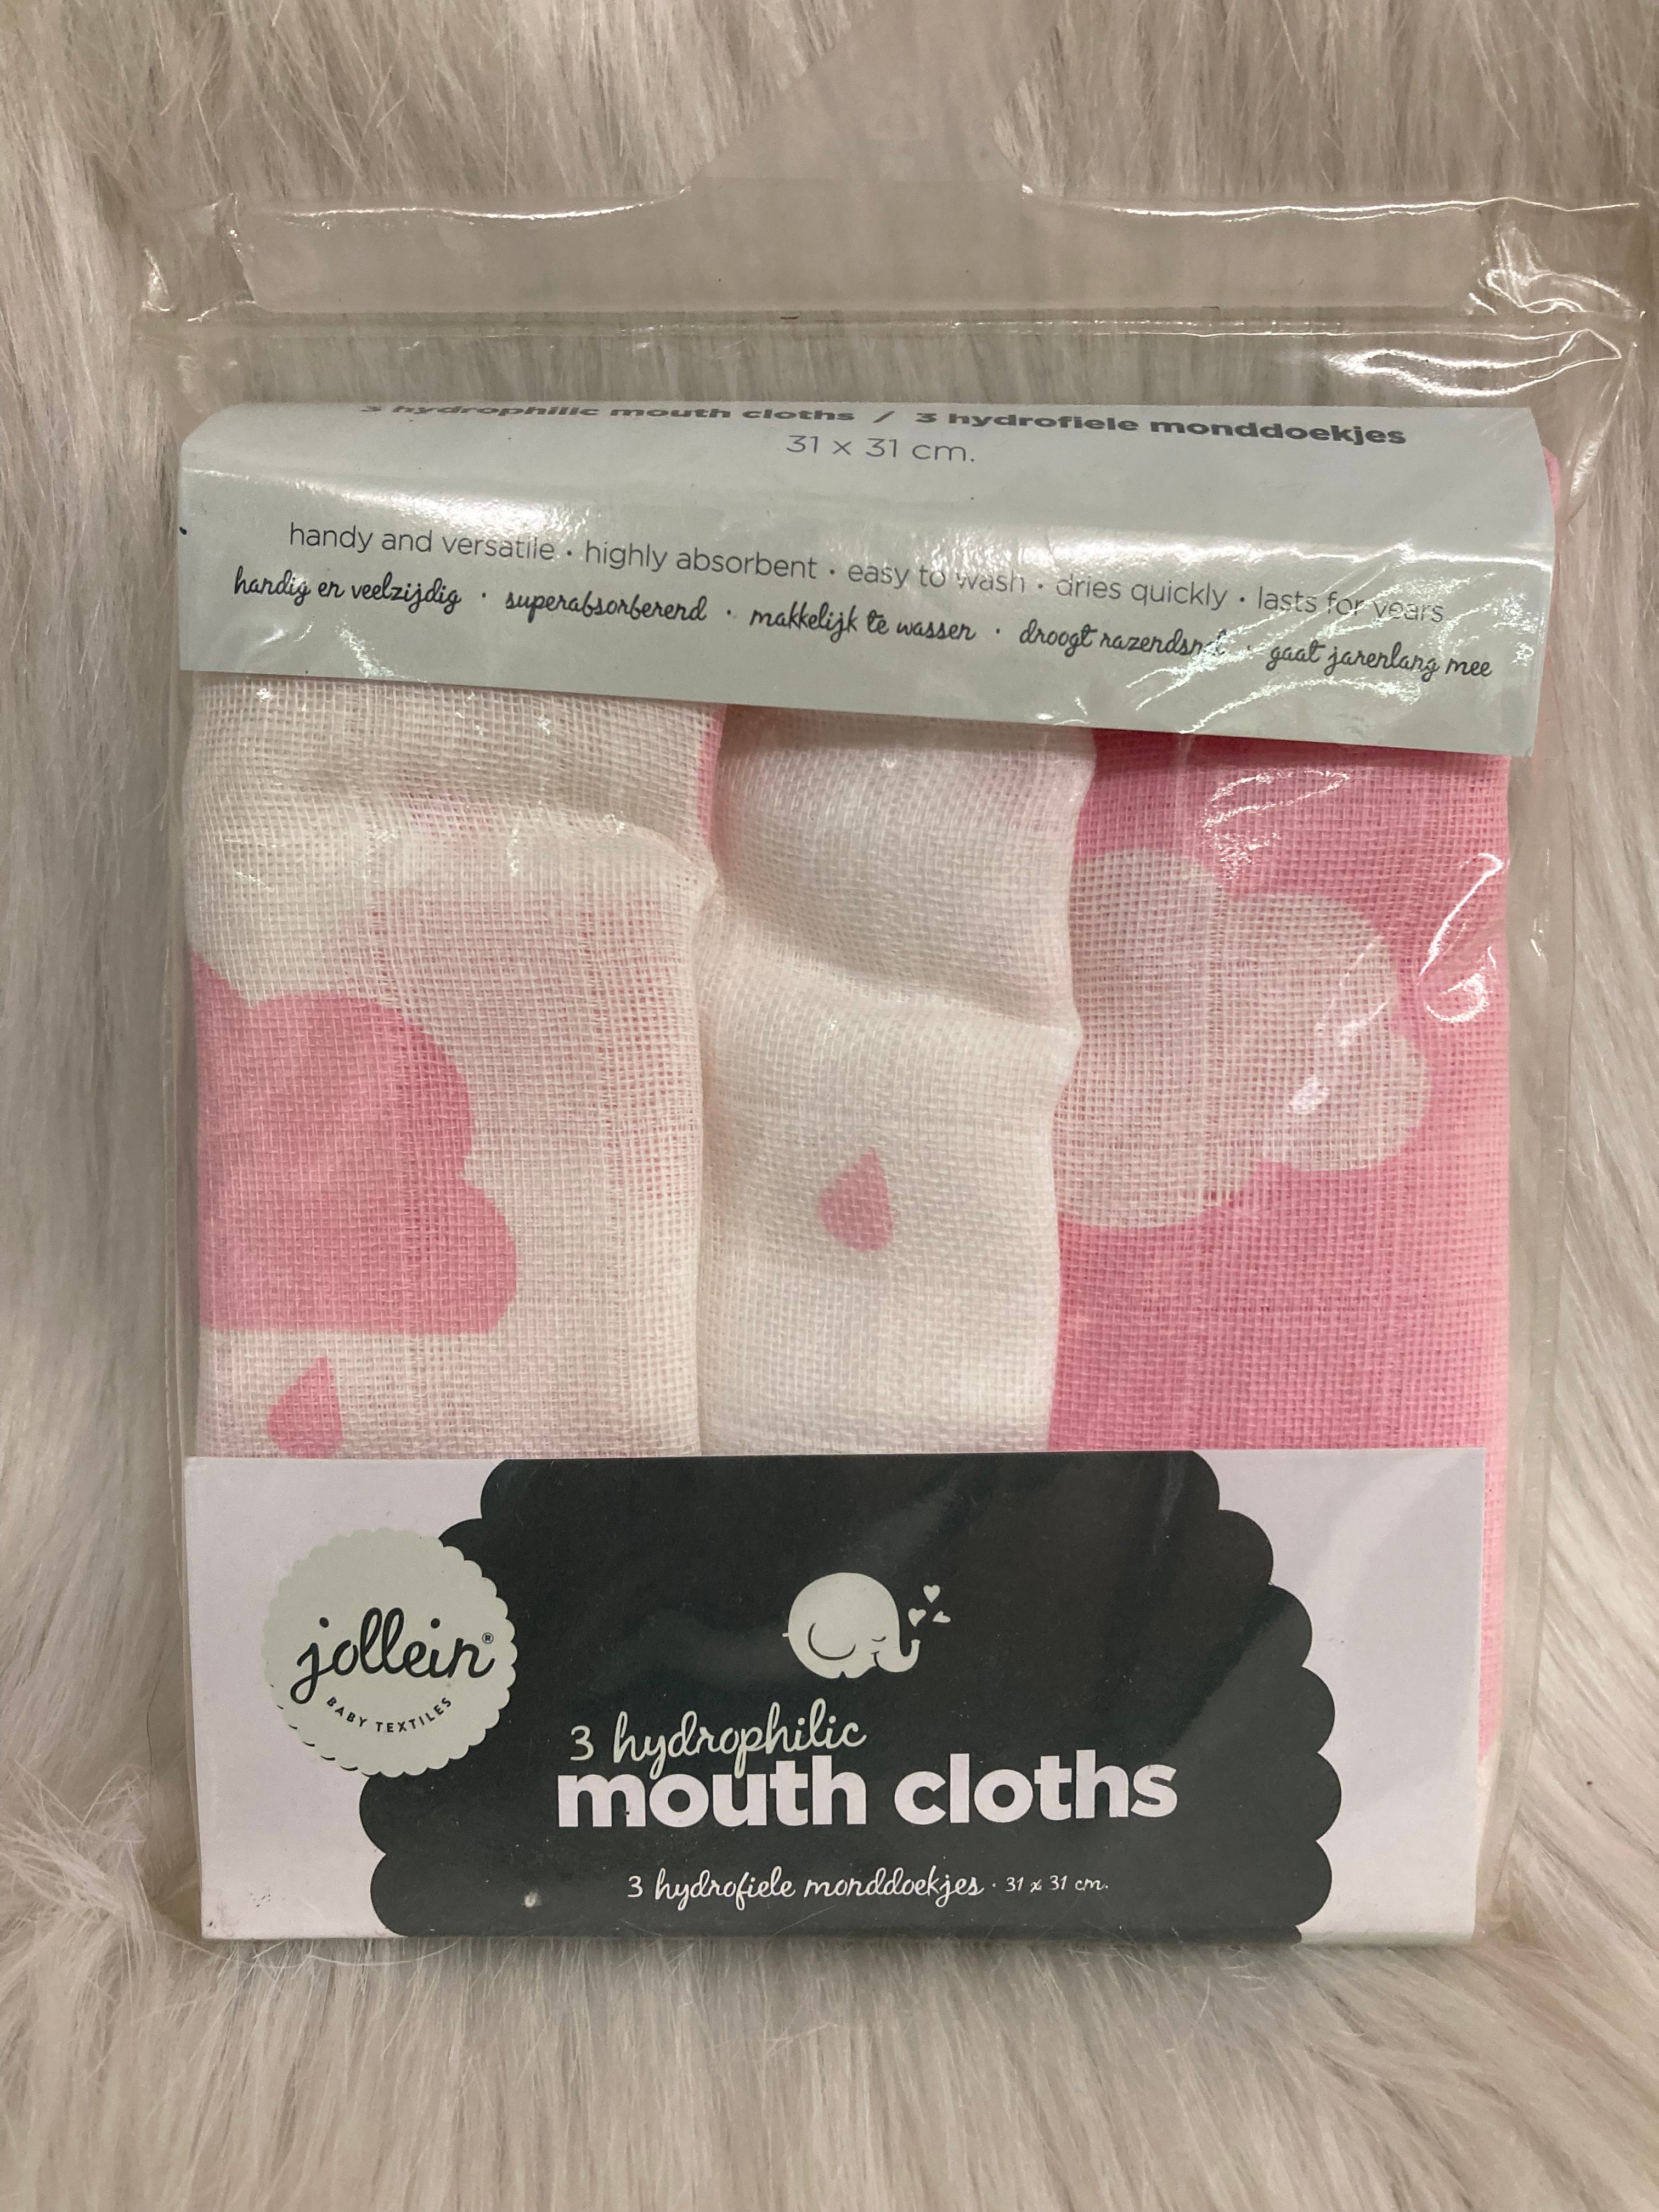 3 hydrophilic mouth cloths / 3 hydrofiele monddoekjes
31 x 31 cm.
handy and versatile • highly absorbent • easy to wash • dries quickly • lasts for years
handig en veelzijdig • superabsorberend • makkelijk te wassen • droogt razendsnel • gaat jarenlang mee
jollein®
BABY TEXTILES
3 hydrophilic
mouth cloths
3 hydrofiele monddoekjes • 31 x 31 cm.